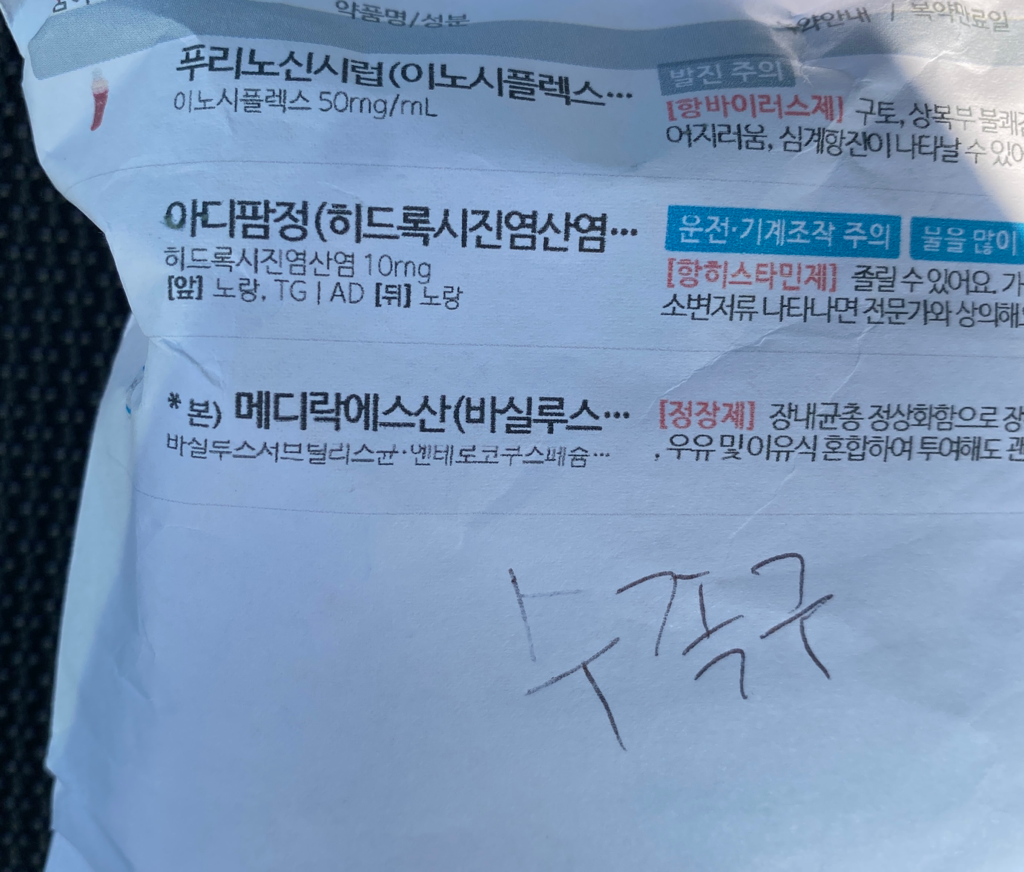 약품명/성분
복약안내 / 복약만료일
푸리노신시럽(이노시플렉스…
이노시플렉스 50mg/mL
발진 주의
[항바이러스제] 구토, 상복부 불쾌
어지러움, 심계항진이 나타날 수 있어
아디팜정(히드록시진염산염…
히드록시진염산염 10mg
[앞] 노랑, TG | AD [뒤] 노랑
운전·기계조작 주의 물을 많이
[항히스타민제] 졸릴 수 있어요. 가
소변저류 나타나면 전문가와 상의해
* 본) 메디락에스산(바실루스…
바실루스서브틸리스균·엔테로코쿠스페슘…
[정장제] 장내균총 정상화함으로 장
, 우유 및 이유식 혼합하여 투여해도 괜